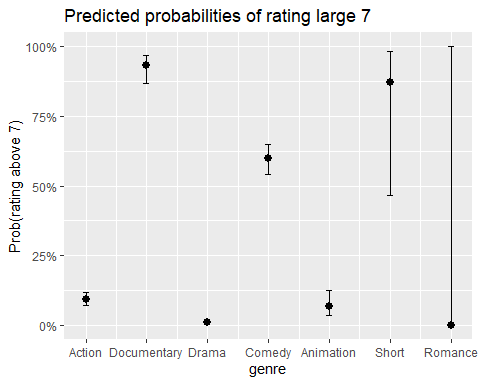 Predicted probabilities of rating large 7
Prob(rating above 7)
100%
75%
50%
25%
0%
Action Documentary Drama Comedy Animation Short Romance
genre